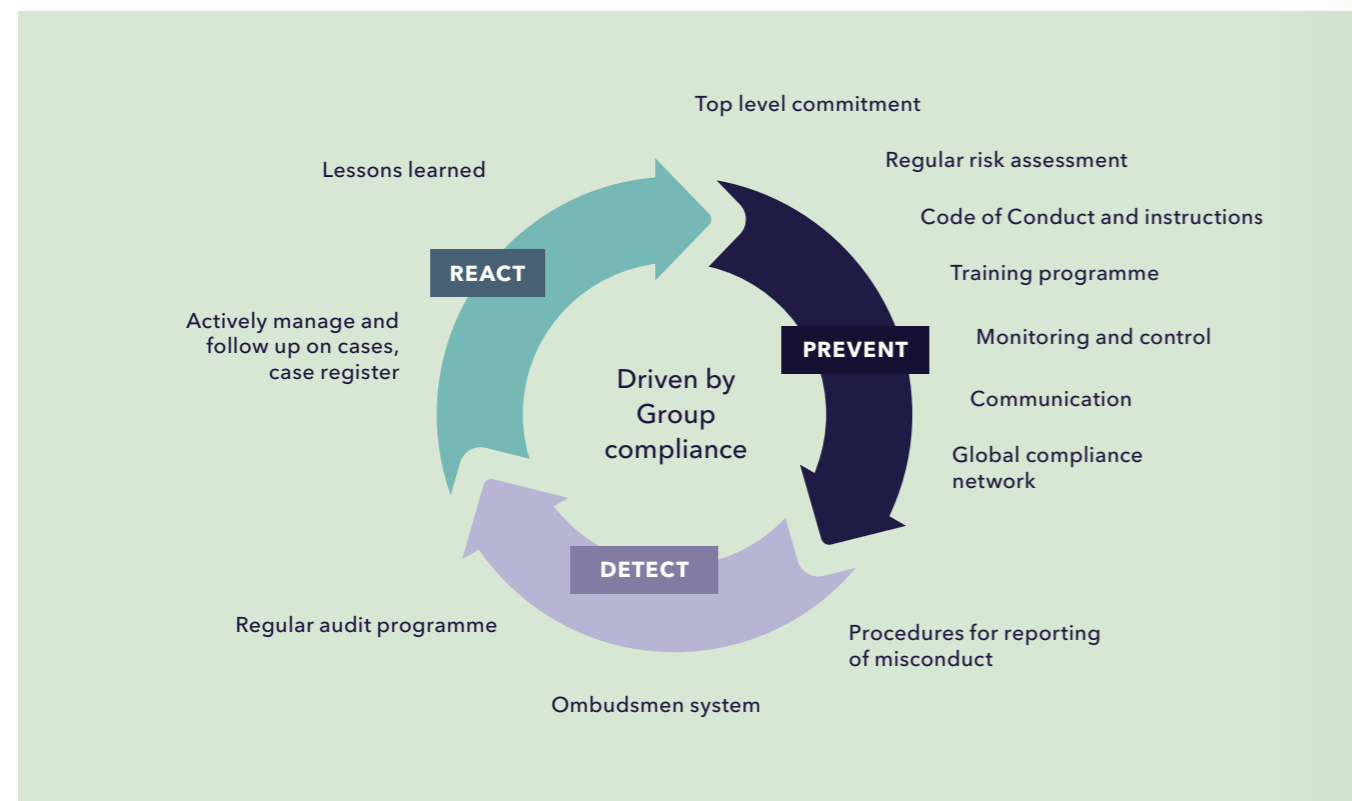 Top level commitment
Regular risk assessment
Code of Conduct and instructions
Training programme
Monitoring and control
Communication
Global compliance
network
PREVENT
Procedures for reporting
of misconduct
Ombudsmen system
Regular audit programme
DETECT
Actively manage and
follow up on cases,
case register
Lessons learned
REACT
Driven by
Group
compliance